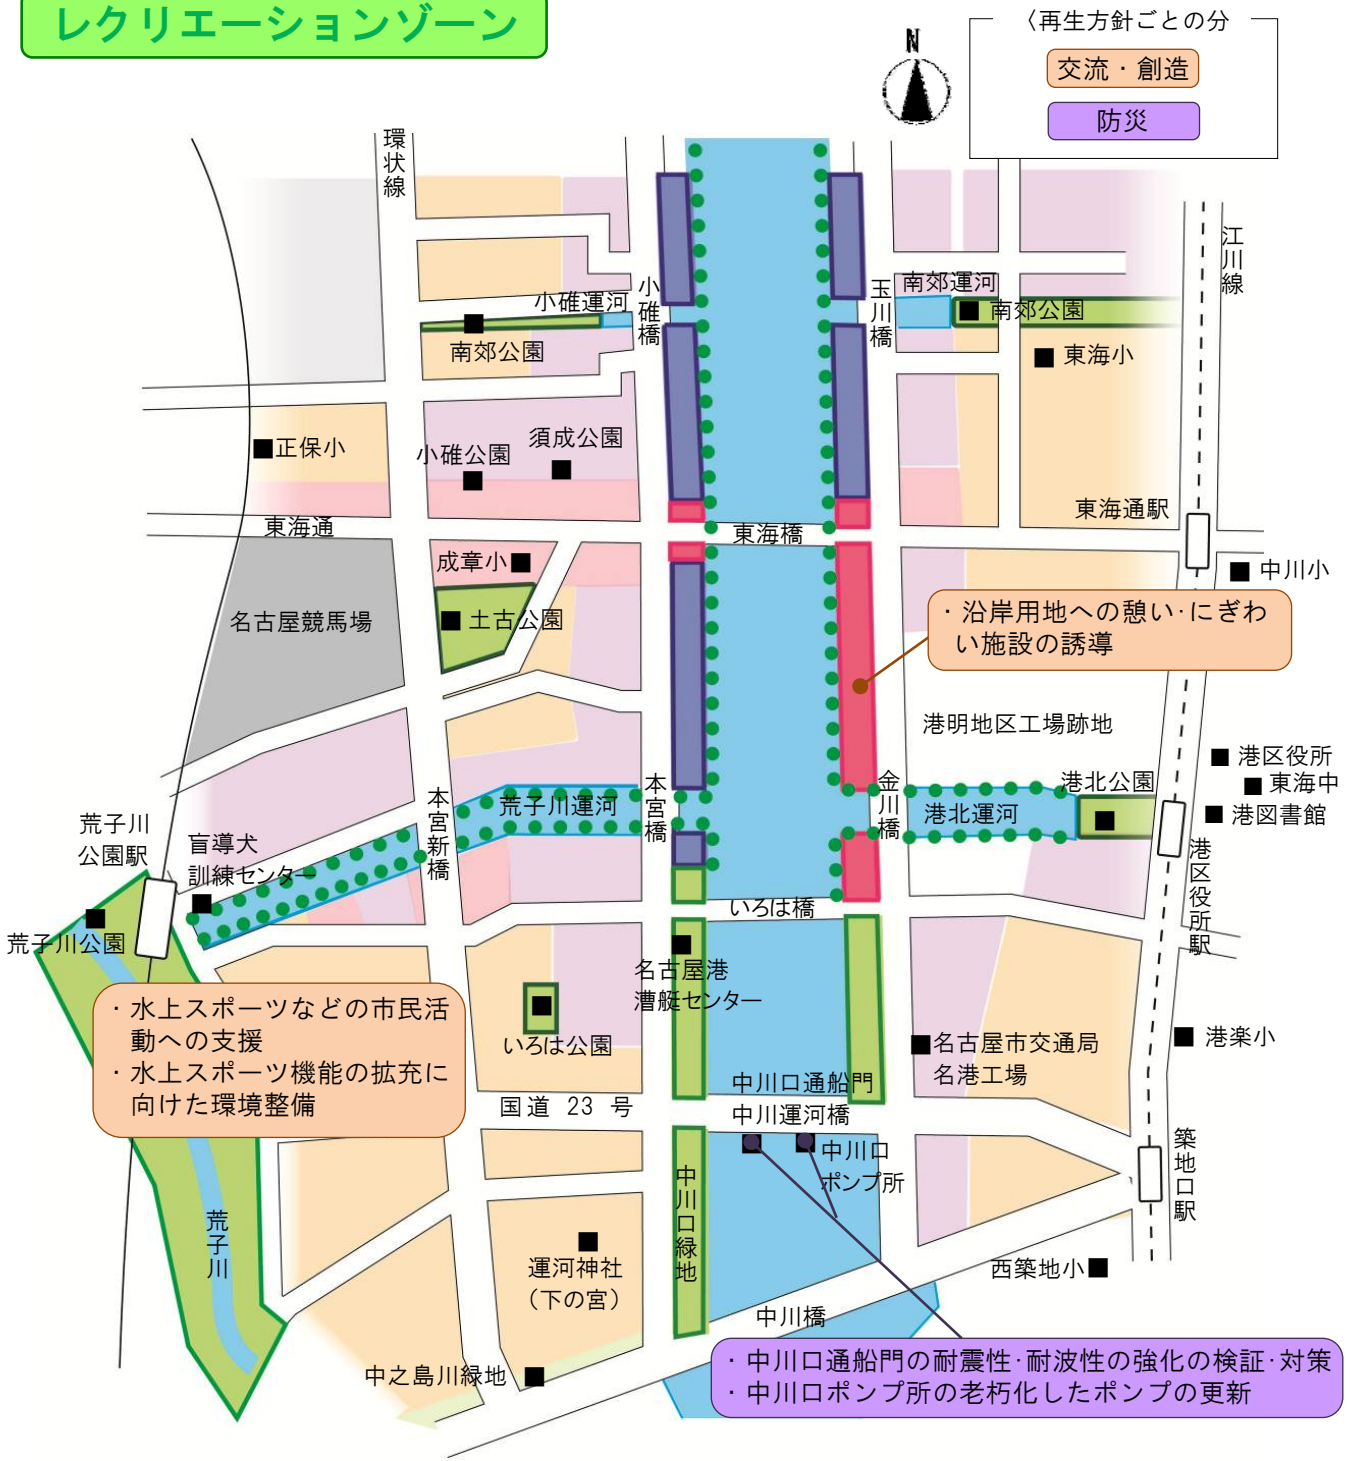 レクリエーションゾーン
〈再生方針ごとの分
交流・創造
防災
N
環状線
江川線
小碓運河
小碓橋
玉川橋
南郊運河
南郊公園
南郊公園
東海小
正保小
小碓公園
須成公園
東海通
東海橋
東海通駅
成章小
中川小
名古屋競馬場
土古公園
・沿岸用地への憩い・にぎわ
い施設の誘導
港明地区工場跡地
港区役所
東海中
港図書館
港北公園
港北運河
金川橋
本宮橋
荒子川運河
本宮新橋
荒子川
公園駅
盲導犬
訓練センター
港区役所駅
いろは橋
荒子川公園
名古屋港
漕艇センター
・水上スポーツなどの市民活
動への支援
・水上スポーツ機能の拡充に
向けた環境整備
いろは公園
名古屋市交通局
名港工場
港楽小
中川口通船門
国道 23 号
中川運河橋
中川口
ポンプ所
中川口緑地
築地口駅
荒子川
運河神社
（下の宮）
西築地小
中川橋
中之島川緑地
・中川口通船門の耐震性・耐波性の強化の検証・対策
・中川口ポンプ所の老朽化したポンプの更新